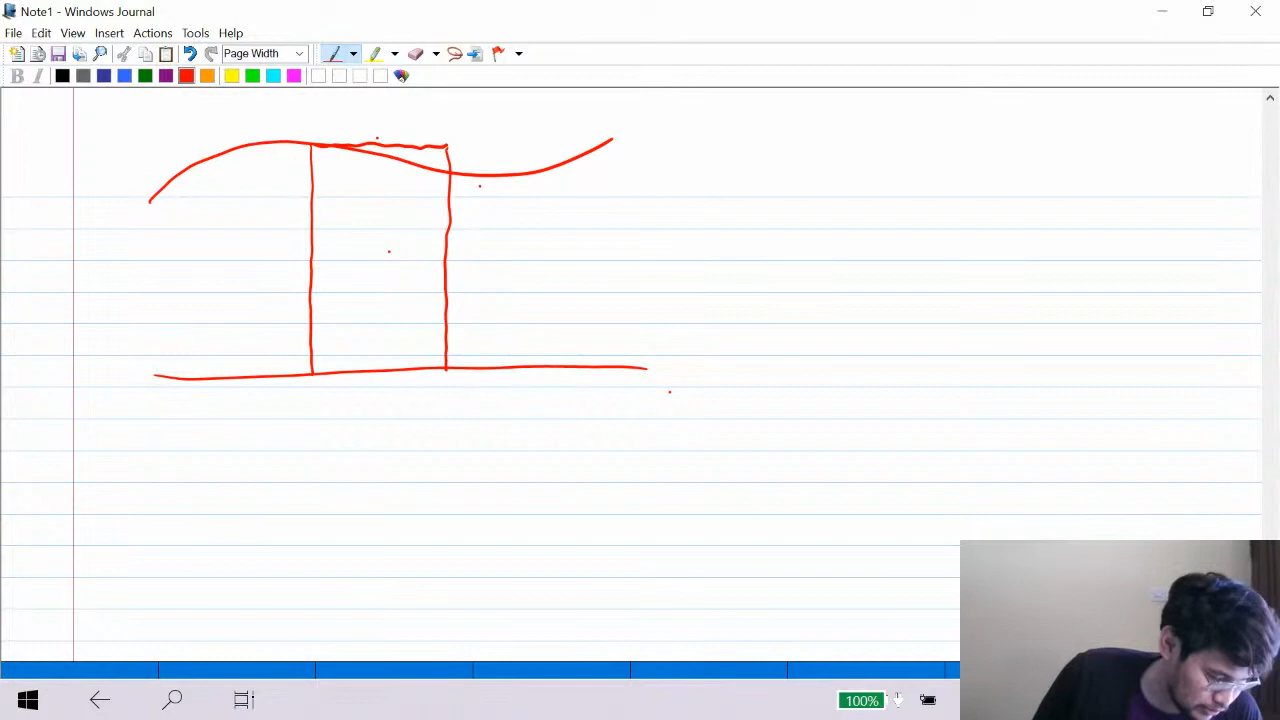 Note1 - Windows Journal
File Edit View Insert Actions Tools Help
Page Width
B I
100%